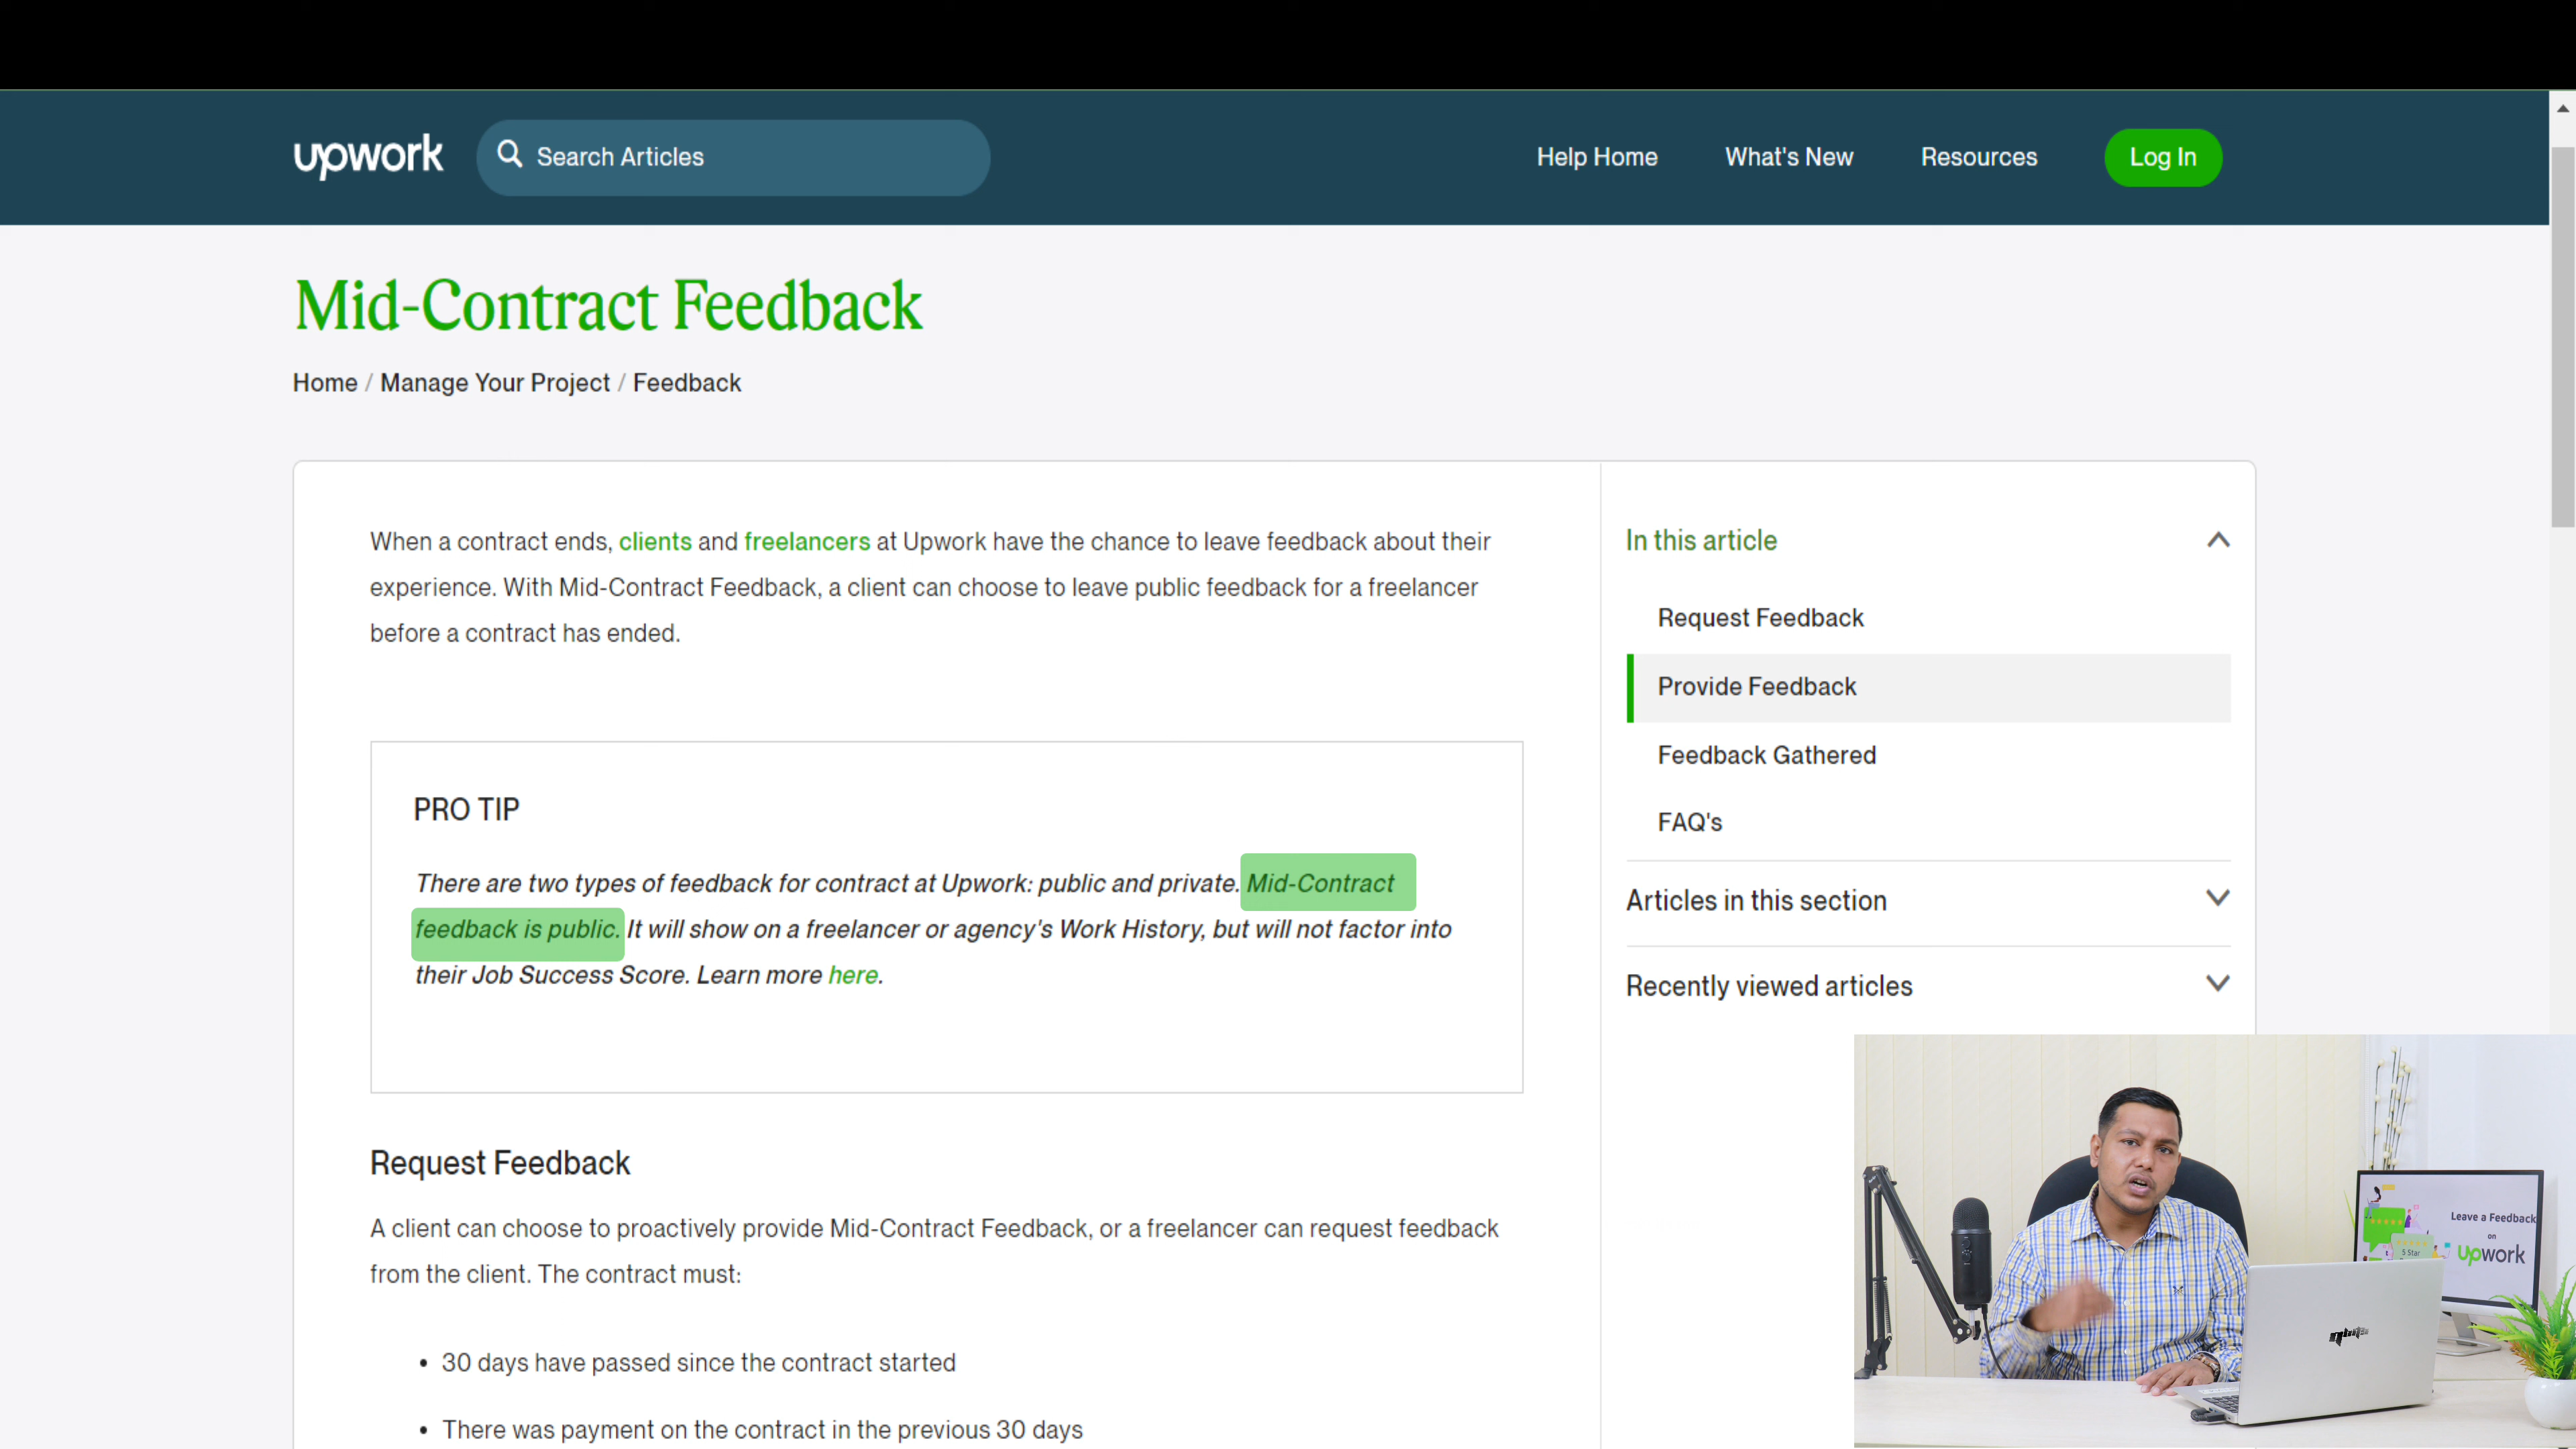 upwork
Search Articles
Help Home
What's New
Resources
Log In
Mid-Contract Feedback
Home / Manage Your Project / Feedback
When a contract ends, clients and freelancers at Upwork have the chance to leave feedback about their
experience. With Mid-Contract Feedback, a client can choose to leave public feedback for a freelancer
before a contract has ended.
PRO TIP
There are two types of feedback for contract at Upwork: public and private. Mid-Contract
feedback is public. It will show on a freelancer or agency's Work History, but will not factor into
their Job Success Score. Learn more here.
Request Feedback
A client can choose to proactively provide Mid-Contract Feedback, or a freelancer can request feedback
from the client. The contract must:
• 30 days have passed since the contract started
• There was payment on the contract in the previous 30 days
In this article
Request Feedback
Provide Feedback
Feedback Gathered
FAQ's
Articles in this section
Recently viewed articles
Leave a Feedback
on
upwork
5 Star